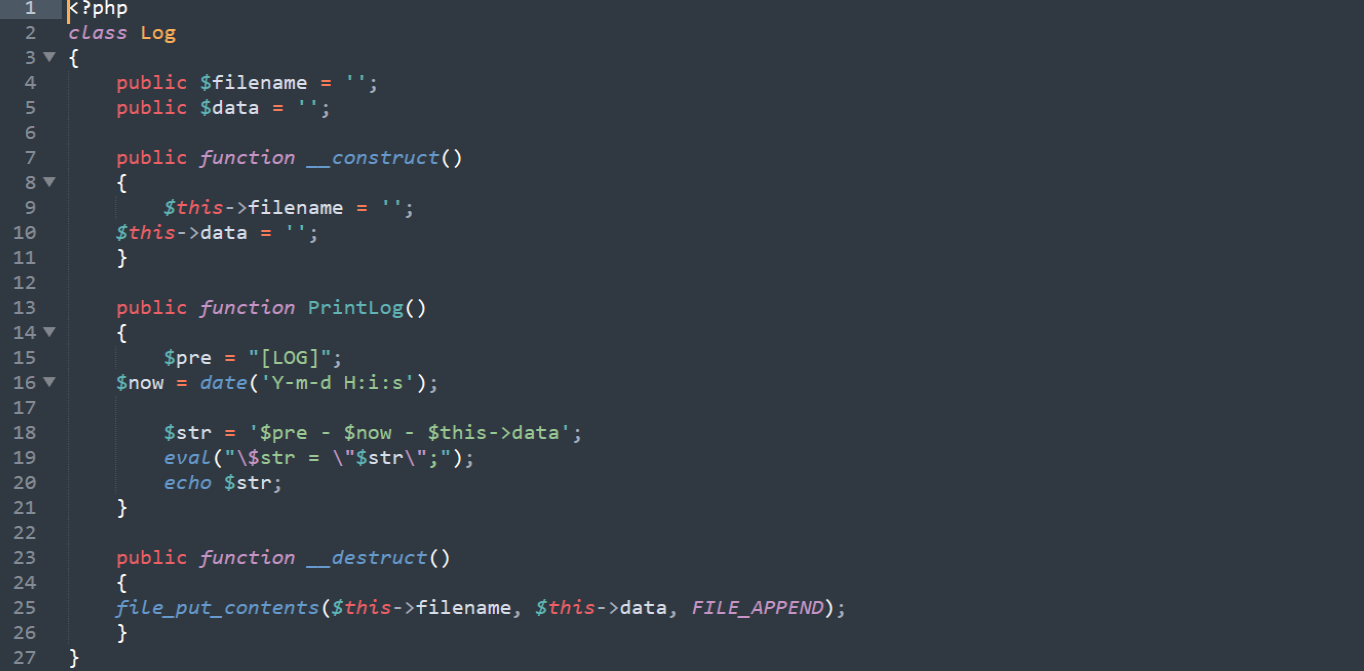 1 <?php
2 class Log
3 {
4     public $filename = '';
5     public $data = '';
6
7     public function __construct()
8     {
9         $this->filename = '';
10     $this->data = '';
11     }
12
13     public function PrintLog()
14     {
15         $pre = "[LOG]";
16     $now = date('Y-m-d H:i:s');
17
18         $str = '$pre - $now - $this->data';
19         eval("\$str = \"$str\";");
20         echo $str;
21     }
22
23     public function __destruct()
24     {
25     file_put_contents($this->filename, $this->data, FILE_APPEND);
26     }
27 }